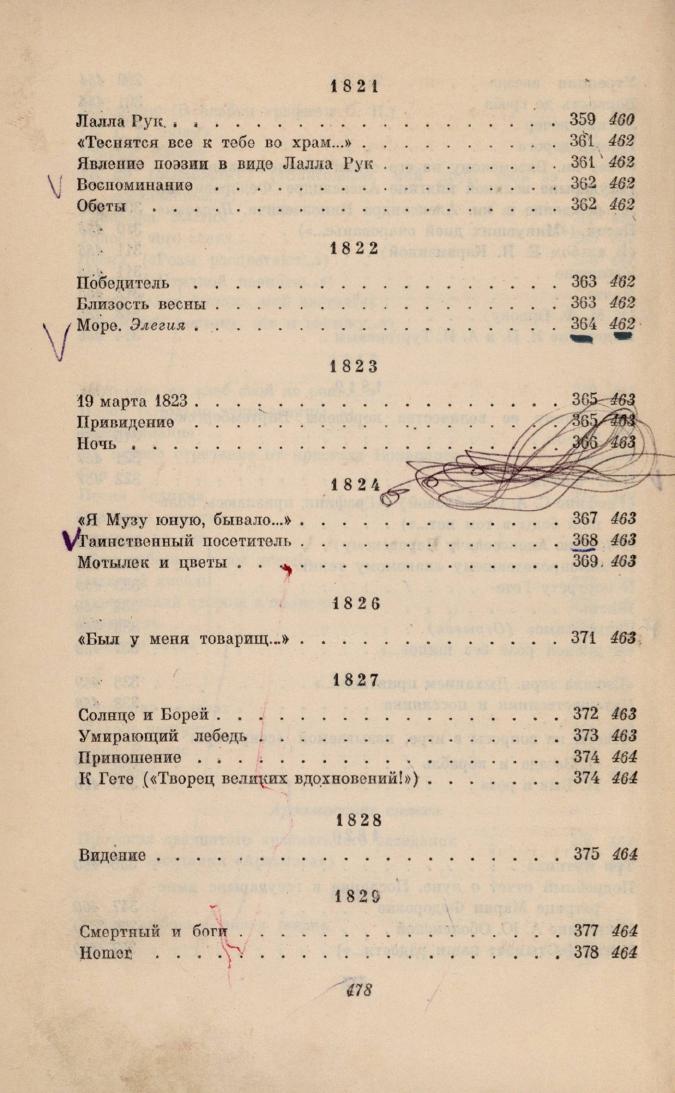 1821
Лалла Рук . . . . . . . . . . . . . . . . . . 359 460
«Теснятся все к тебе во храм...» . . . . . . . . . . 361 462
Явление поэзии в виде Лалла Рук . . . . . . . . . 361 462
Воспоминание . . . . . . . . . . . . . . . . . 362 462
Обеты . . . . . . . . . . . . . . . . . . . . 362 462
1822
Победитель . . . . . . . . . . . . . . . . . . 363 462
Близость весны . . . . . . . . . . . . . . . . . 363 462
Море. Элегия . . . . . . . . . . . . . . . . . . 364 462
1823
19 марта 1823 . . . . . . . . . . . . . . . . . . 365 463
Привидение . . . . . . . . . . . . . . . . . . 365 463
Ночь . . . . . . . . . . . . . . . . . . . . . 366 463
1824
«Я Музу юную, бывало...» . . . . . . . . . . . . . 367 463
Таинственный посетитель . . . . . . . . . . . . . 368 463
Мотылек и цветы . . . . . . . . . . . . . . . . 369 463
1826
«Был у меня товарищ...» . . . . . . . . . . . . . 371 463
1827
Солнце и Борей . . . . . . . . . . . . . . . . . 372 463
Умирающий лебедь . . . . . . . . . . . . . . . . 373 463
Приношение . . . . . . . . . . . . . . . . . . 374 464
К Гете («Творец великих вдохновений!») . . . . . . . 374 464
1828
Видение . . . . . . . . . . . . . . . . . . . . 375 464
1829
Смертный и боги . . . . . . . . . . . . . . . . 377 464
Homer . . . . . . . . . . . . . . . . . . . . 378 464
478